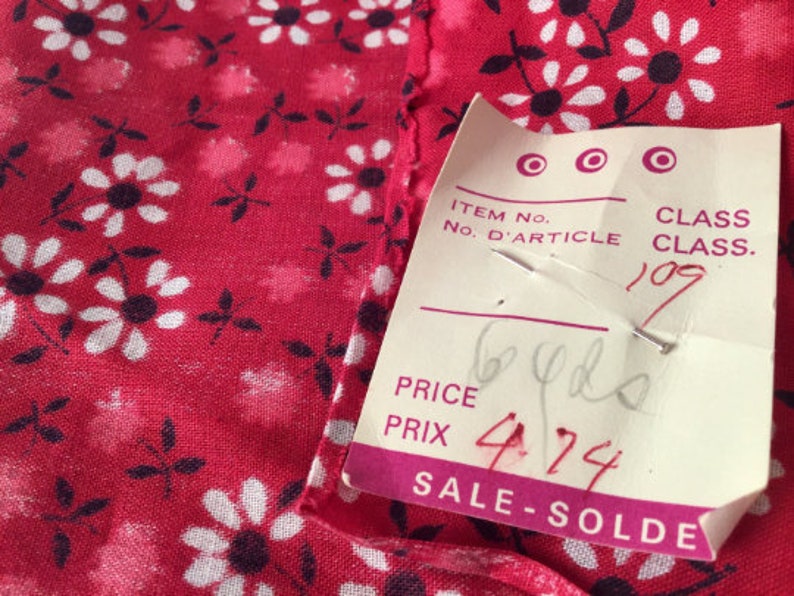 ITEM No. CLASS
No. D'ARTICLE CLASS.
109
6 yds
PRICE
PRIX 4.74
SALE-SOLDE